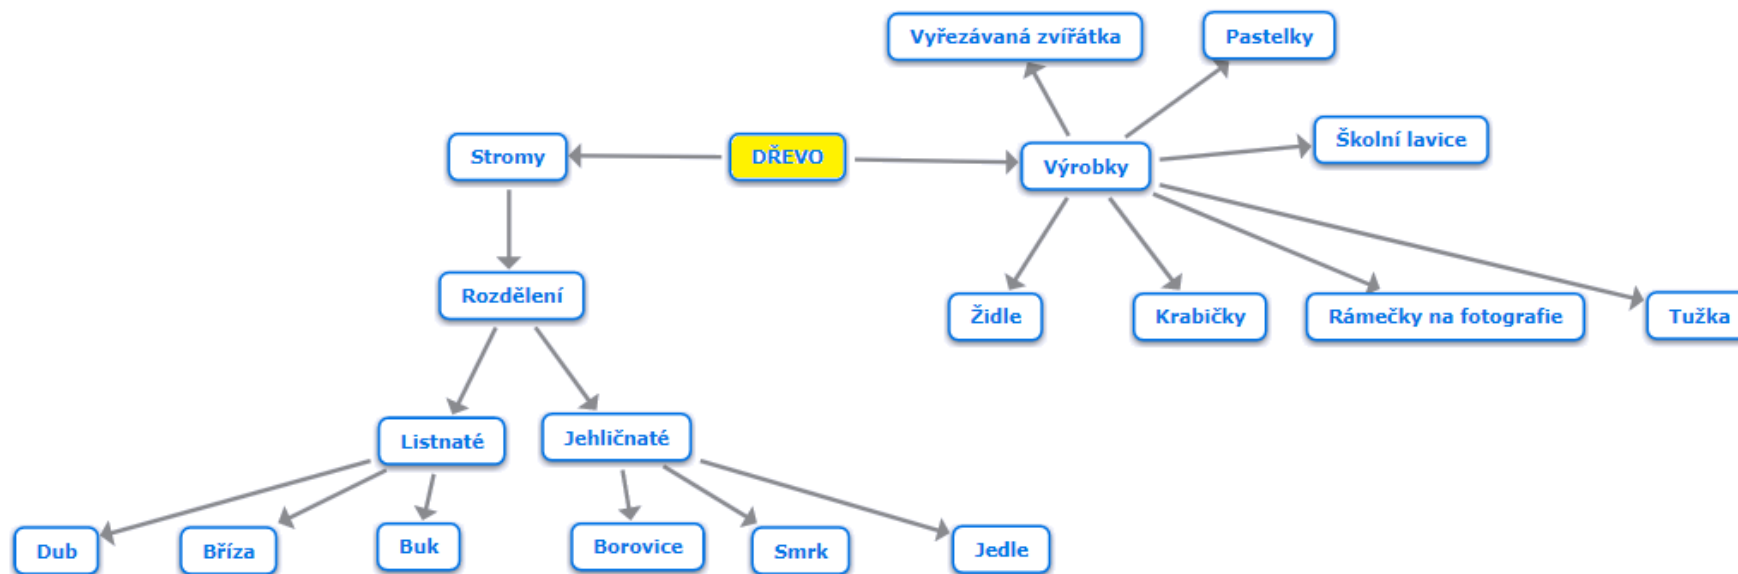 Vyřezávaná zvířátka
Pastelky
Školní lavice
Stromy
DŘEVO
Výrobky
Rozdělení
Židle
Krabičky
Rámečky na fotografie
Tužka
Listnaté
Jehličnaté
Dub
Bříza
Buk
Borovice
Smrk
Jedle